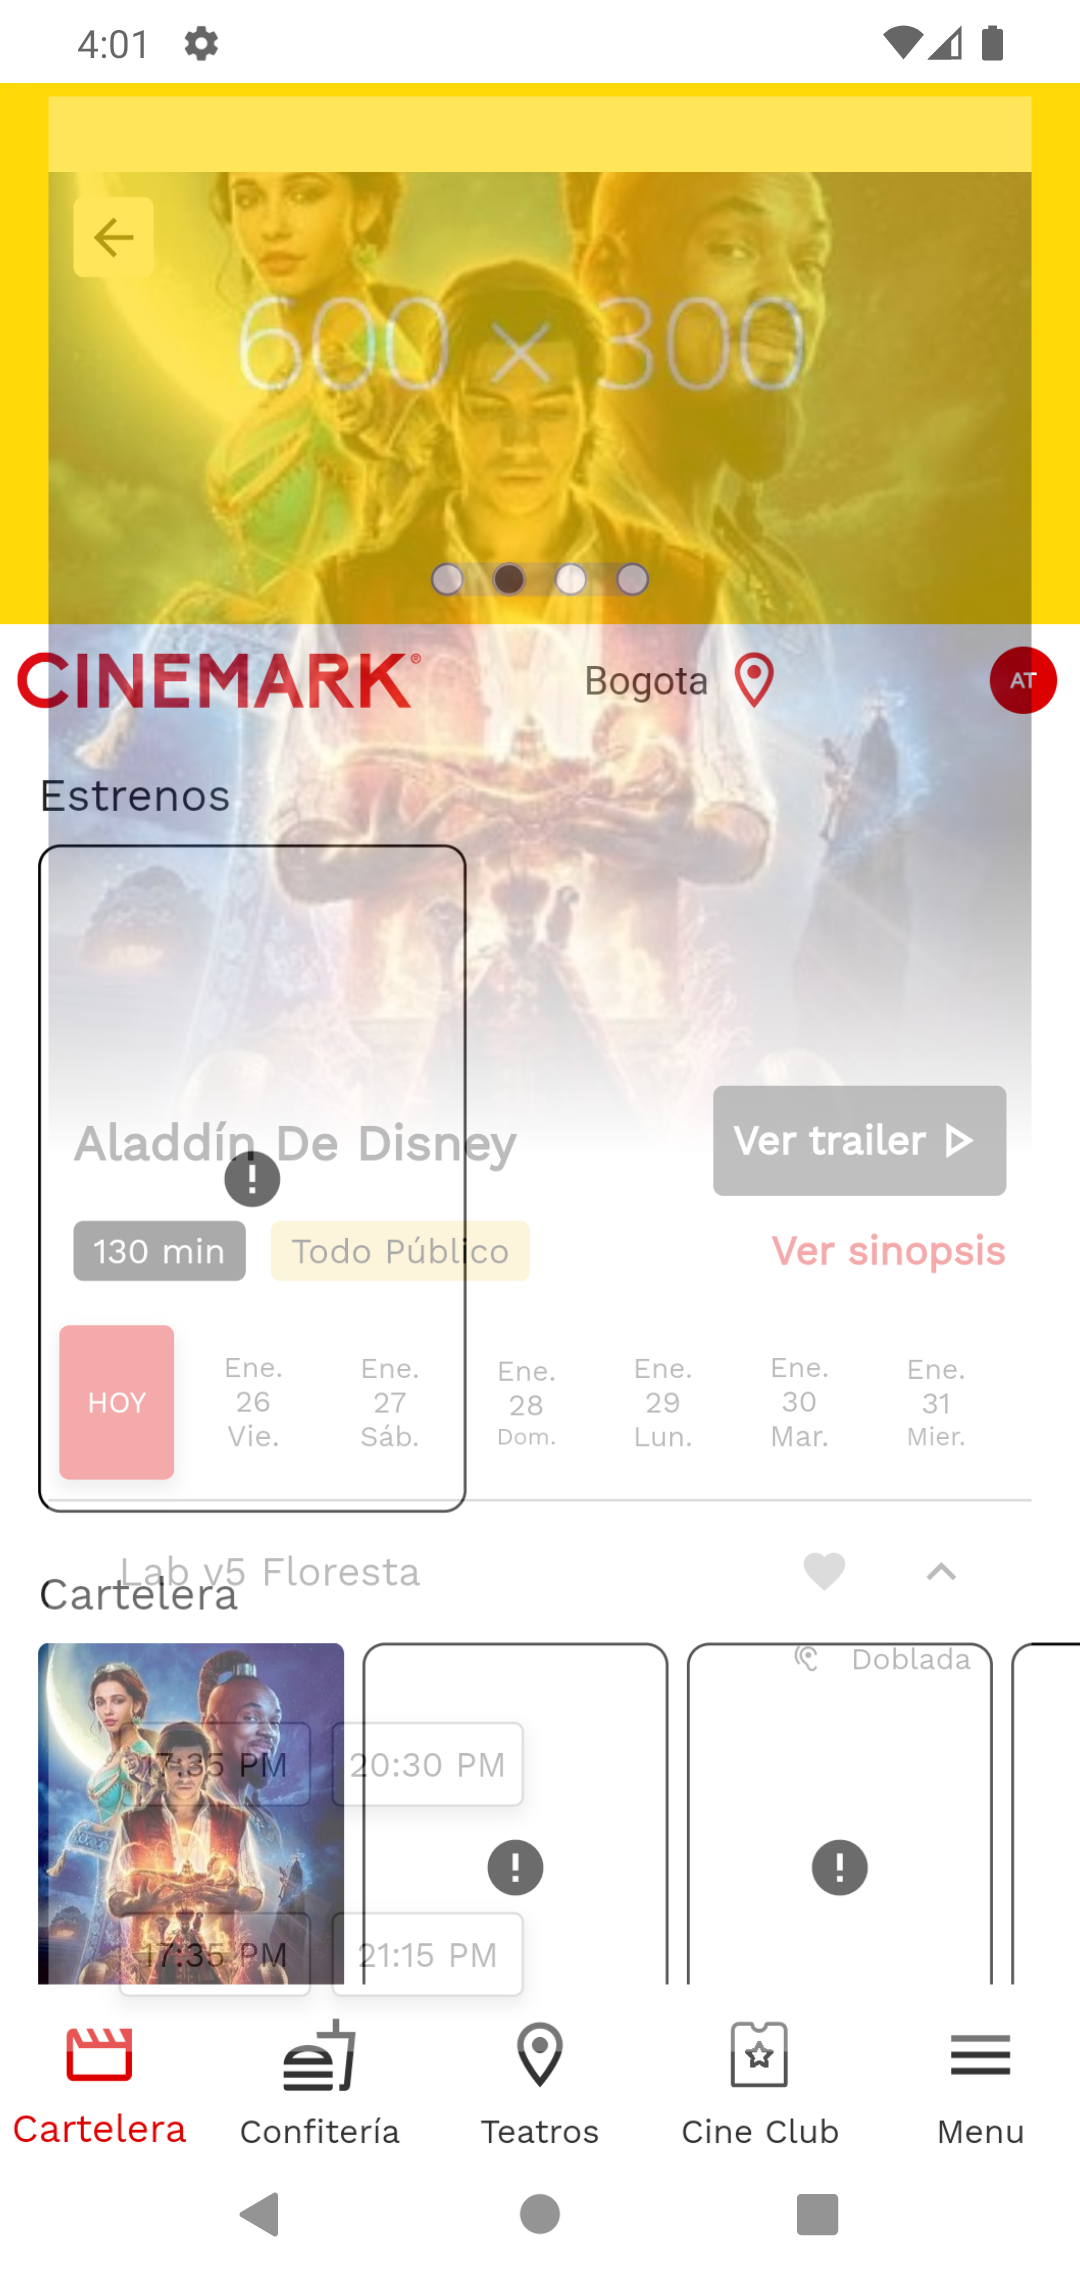 4:01
600 × 300
CINEMARK®
Bogota
AT
Estrenos
Aladdín De Disney
Ver trailer
130 min
Todo Público
Ver sinopsis
HOY
Ene. 26 Vie.
Ene. 27 Sáb.
Ene. 28 Dom.
Ene. 29 Lun.
Ene. 30 Mar.
Ene. 31 Mier.
Lab v5 Floresta
Cartelera
Doblada
17:35 PM
20:30 PM
17:35 PM
21:15 PM
Cartelera
Confitería
Teatros
Cine Club
Menu